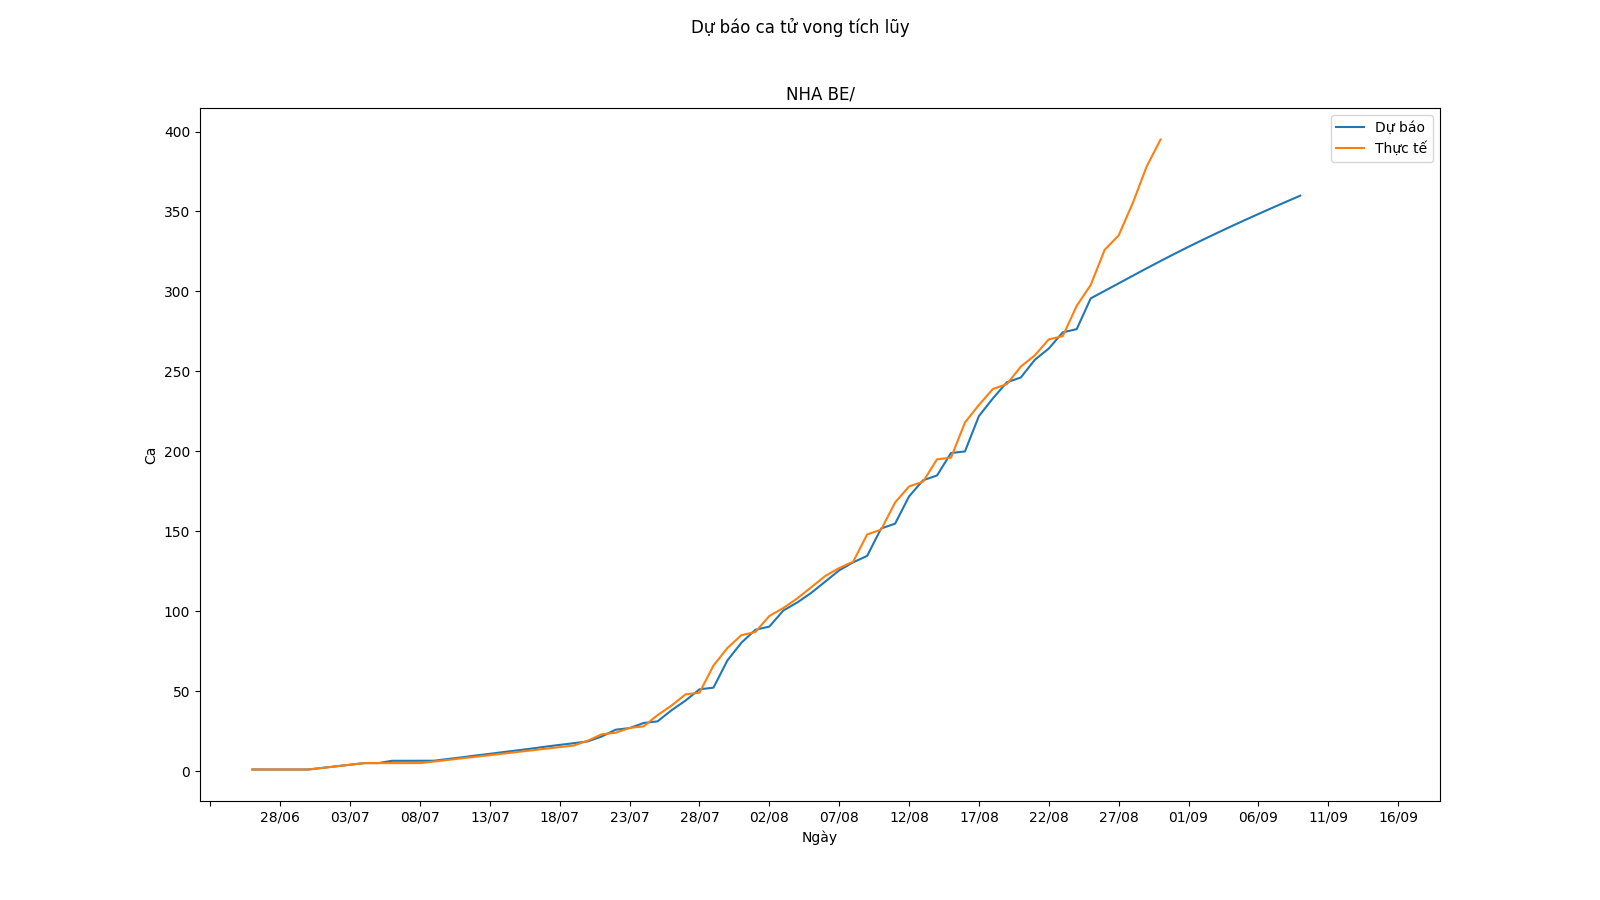 Dự báo ca tử vong tích lũy
NHA BE/
Dự báo
Thực tế
400
350
300
250
200
150
100
50
0
Ca
28/06 03/07 08/07 13/07 18/07 23/07 28/07 02/08 07/08 12/08 17/08 22/08 27/08 01/09 06/09 11/09 16/09
Ngày